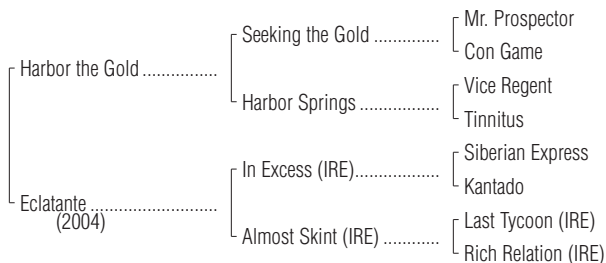 Mr. Prospector
Seeking the Gold ..............
Con Game
Harbor the Gold ................
Vice Regent
Harbor Springs .................
Tinnitus
Siberian Express
In Excess (IRE)..................
Kantado
Eclatante ...........................
(2004)
Last Tycoon (IRE)
Almost Skint (IRE) ............
Rich Relation (IRE)